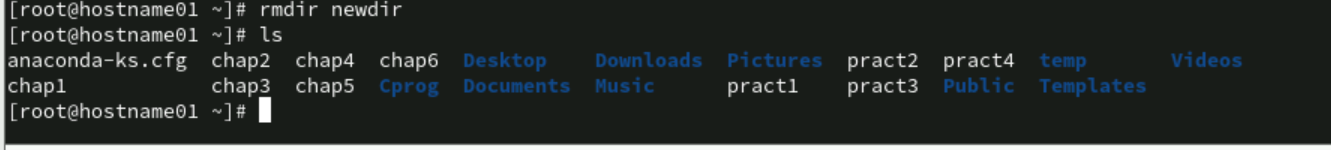 [root@hostname01 ~]# rmdir newdir
[root@hostname01 ~]# ls
anaconda-ks.cfg  chap2  chap4  chap6  Desktop    Downloads  Pictures  pract2  pract4  temp       Videos
chap1            chap3  chap5  Cprog  Documents  Music      pract1    pract3  Public  Templates
[root@hostname01 ~]#